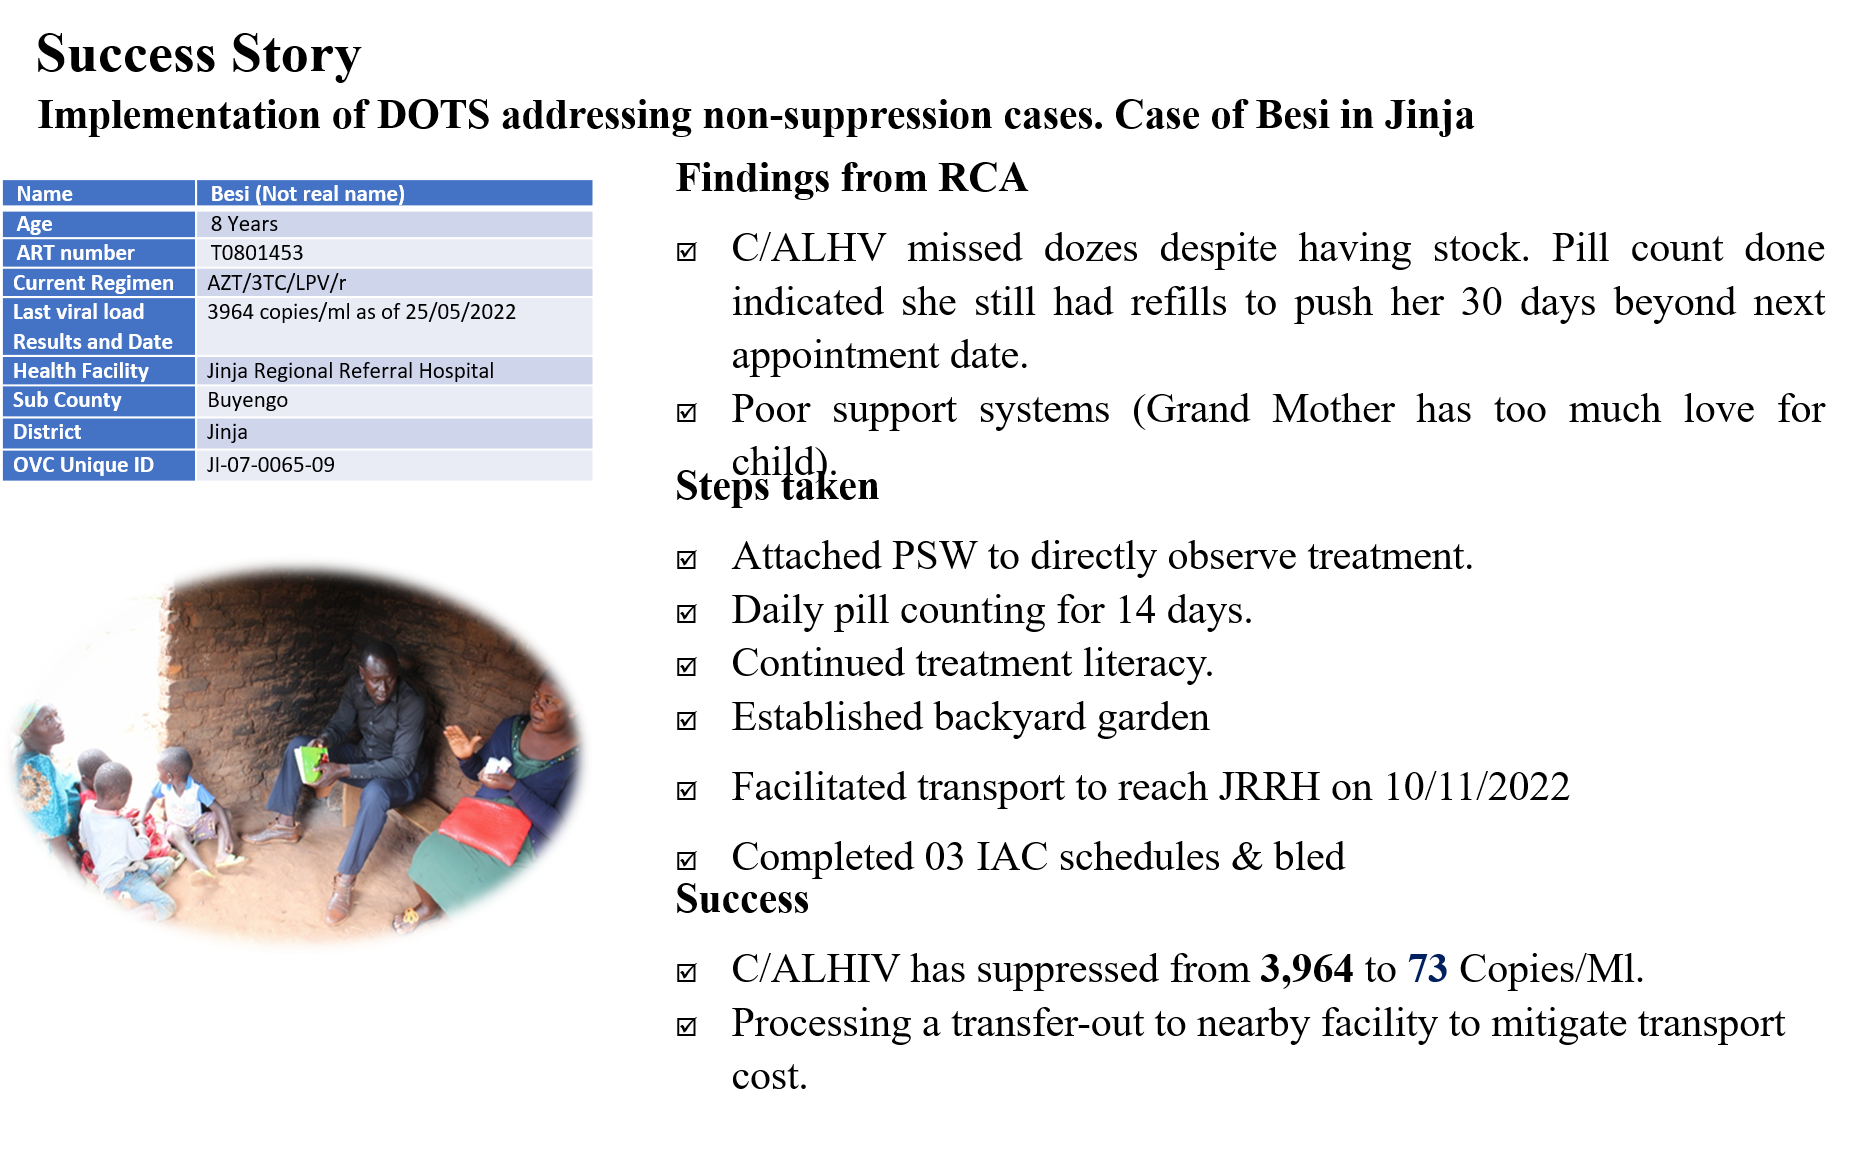 Success Story
Implementation of DOTS addressing non-suppression cases. Case of Besi in Jinja
Name Besi (Not real name)
Age 8 Years
ART number T0801453
Current Regimen AZT/3TC/LPV/r
Last viral load 3964 copies/ml as of 25/05/2022
Results and Date
Health Facility Jinja Regional Referral Hospital
Sub County Buyengo
District Jinja
OVC Unique ID JI-07-0065-09
Findings from RCA
C/ALHV missed dozes despite having stock. Pill count done
indicated she still had refills to push her 30 days beyond next
appointment date.
Poor support systems (Grand Mother has too much love for
child).
Steps taken
Attached PSW to directly observe treatment.
Daily pill counting for 14 days.
Continued treatment literacy.
Established backyard garden
Facilitated transport to reach JRRH on 10/11/2022
Completed 03 IAC schedules & bled
Success
C/ALHIV has suppressed from 3,964 to 73 Copies/Ml.
Processing a transfer-out to nearby facility to mitigate transport
cost.